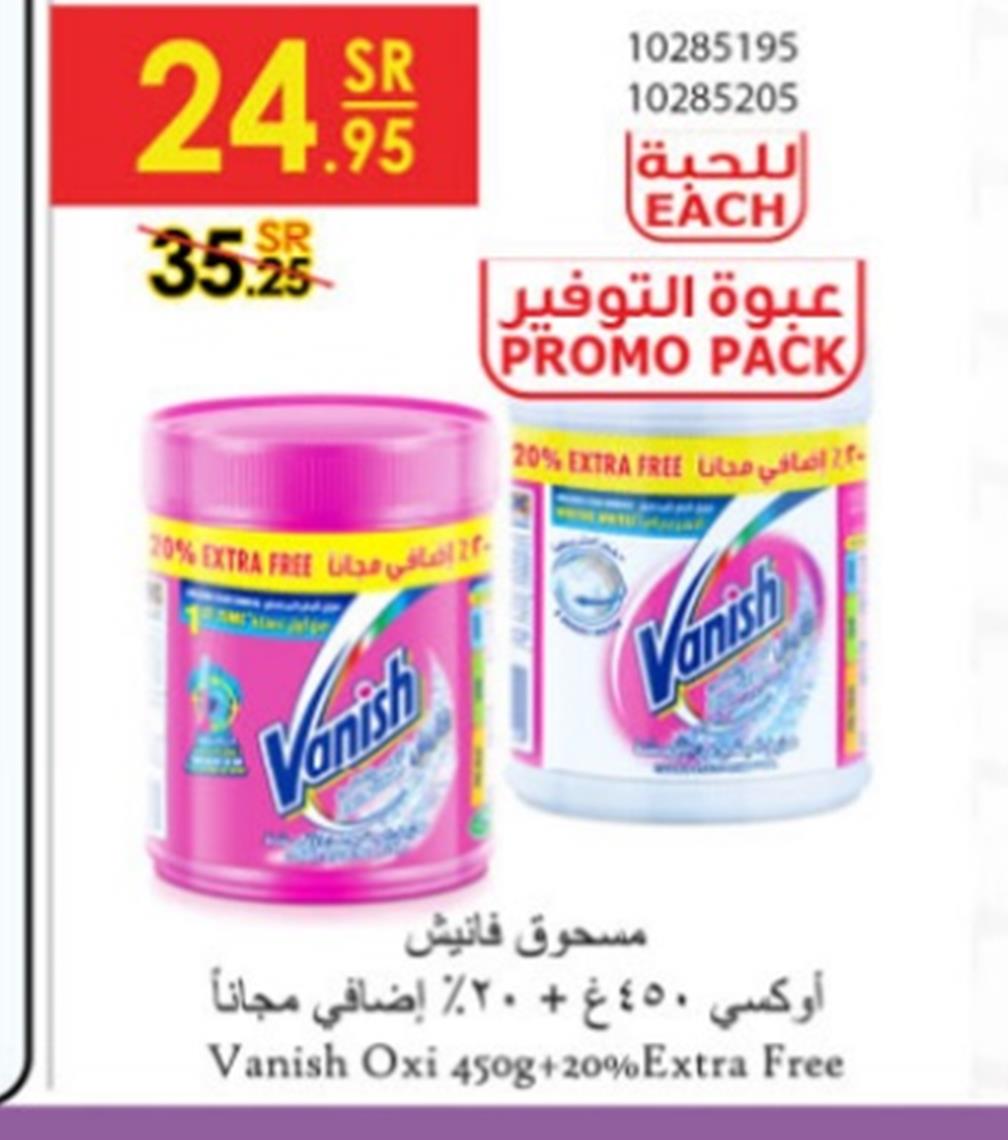 24.95 SR
35.25 SR
10285195
10285205
للحبة
EACH
عبوة التوفير
PROMO PACK
20% EXTRA FREE إضافي مجانا
Vanish
20% EXTRA FREE إضافي مجانا
Vanish
مسحوق فانيش
أوكسي ٤٥٠غ + ٢٠٪ إضافي مجاناً
Vanish Oxi 450g+20%Extra Free